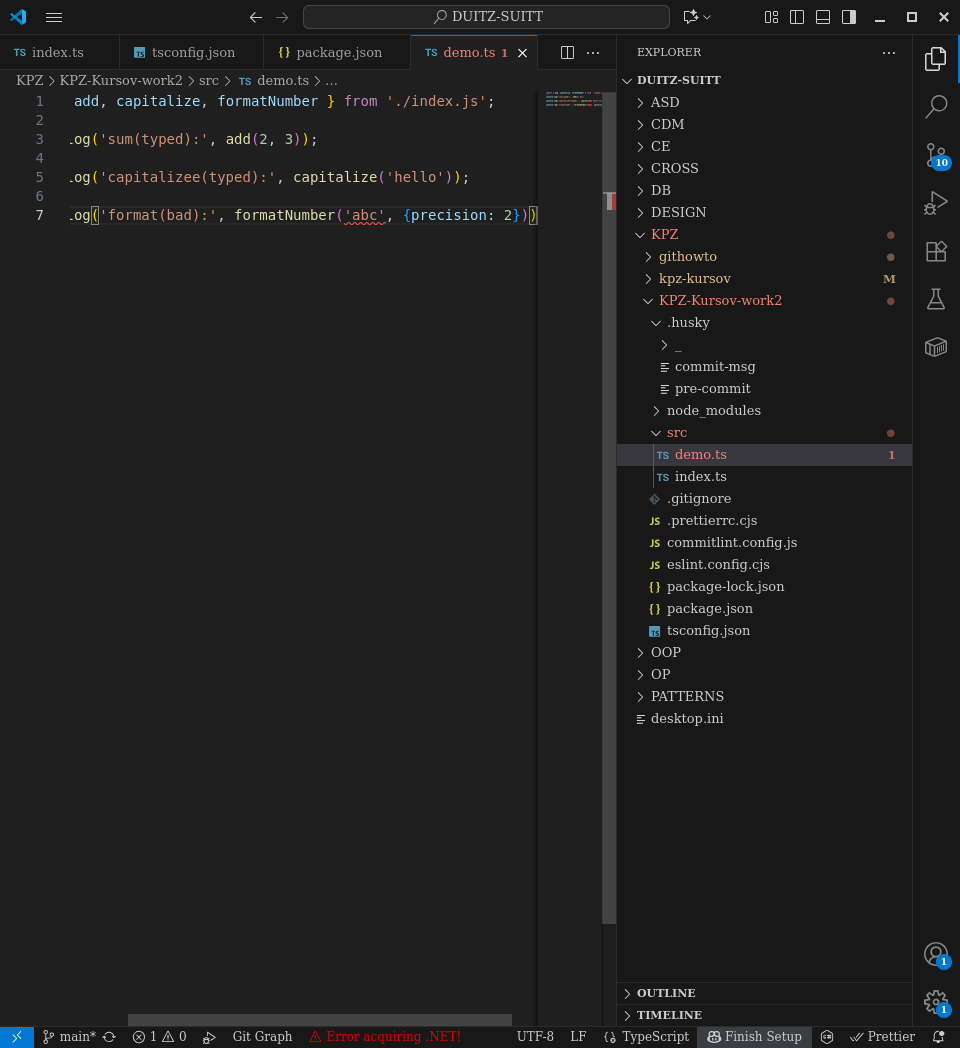 DUITZ-SUITT
TS index.ts
TS tsconfig.json
{} package.json
TS demo.ts 1
KPZ > KPZ-Kursov-work2 > src > TS demo.ts > ...
1 add, capitalize, formatNumber } from './index.js';
2
3 .og('sum(typed):', add(2, 3));
4
5 .og('capitalizee(typed):', capitalize('hello'));
6
7 .og('format(bad):', formatNumber('abc', {precision: 2}))
EXPLORER
DUITZ-SUITT
ASD
CDM
CE
CROSS
DB
DESIGN
KPZ
githowto
kpz-kursov M
KPZ-Kursov-work2
.husky
_
commit-msg
pre-commit
node_modules
src
TS demo.ts 1
TS index.ts
.gitignore
JS .prettierrc.cjs
JS commitlint.config.js
JS eslint.config.cjs
{} package-lock.json
{} package.json
TS tsconfig.json
OOP
OP
PATTERNS
desktop.ini
OUTLINE
TIMELINE
10
1
1
main* 1 0 Git Graph Error acquiring .NET! UTF-8 LF {} TypeScript Finish Setup Prettier